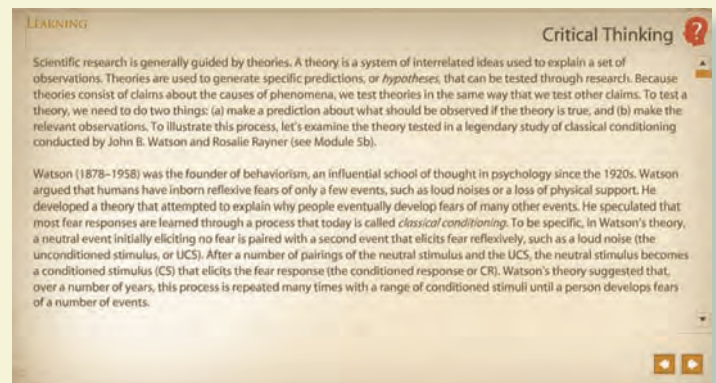 LEARNING
Critical Thinking ?
Scientific research is generally guided by theories. A theory is a system of interrelated ideas used to explain a set of
observations. Theories are used to generate specific predictions, or hypotheses, that can be tested through research. Because
theories consist of claims about the causes of phenomena, we test theories in the same way that we test other claims. To test a
theory, we need to do two things: (a) make a prediction about what should be observed if the theory is true, and (b) make the
relevant observations. To illustrate this process, let's examine the theory tested in a legendary study of classical conditioning
conducted by John B. Watson and Rosalie Rayner (see Module 5b).
Watson (1878–1958) was the founder of behaviorism, an influential school of thought in psychology since the 1920s. Watson
argued that humans have inborn reflexive fears of only a few events, such as loud noises or a loss of physical support. He
developed a theory that attempted to explain why people eventually develop fears of many other events. He speculated that
most fear responses are learned through a process that today is called classical conditioning. To be specific, in Watson's theory,
a neutral event initially eliciting no fear is paired with a second event that elicits fear reflexively, such as a loud noise (the
unconditioned stimulus, or UCS). After a number of pairings of the neutral stimulus and the UCS, the neutral stimulus becomes
a conditioned stimulus (CS) that elicits the fear response (the conditioned response or CR). Watson's theory suggested that,
over a number of years, this process is repeated many times with a range of conditioned stimuli until a person develops fears
of a number of events.